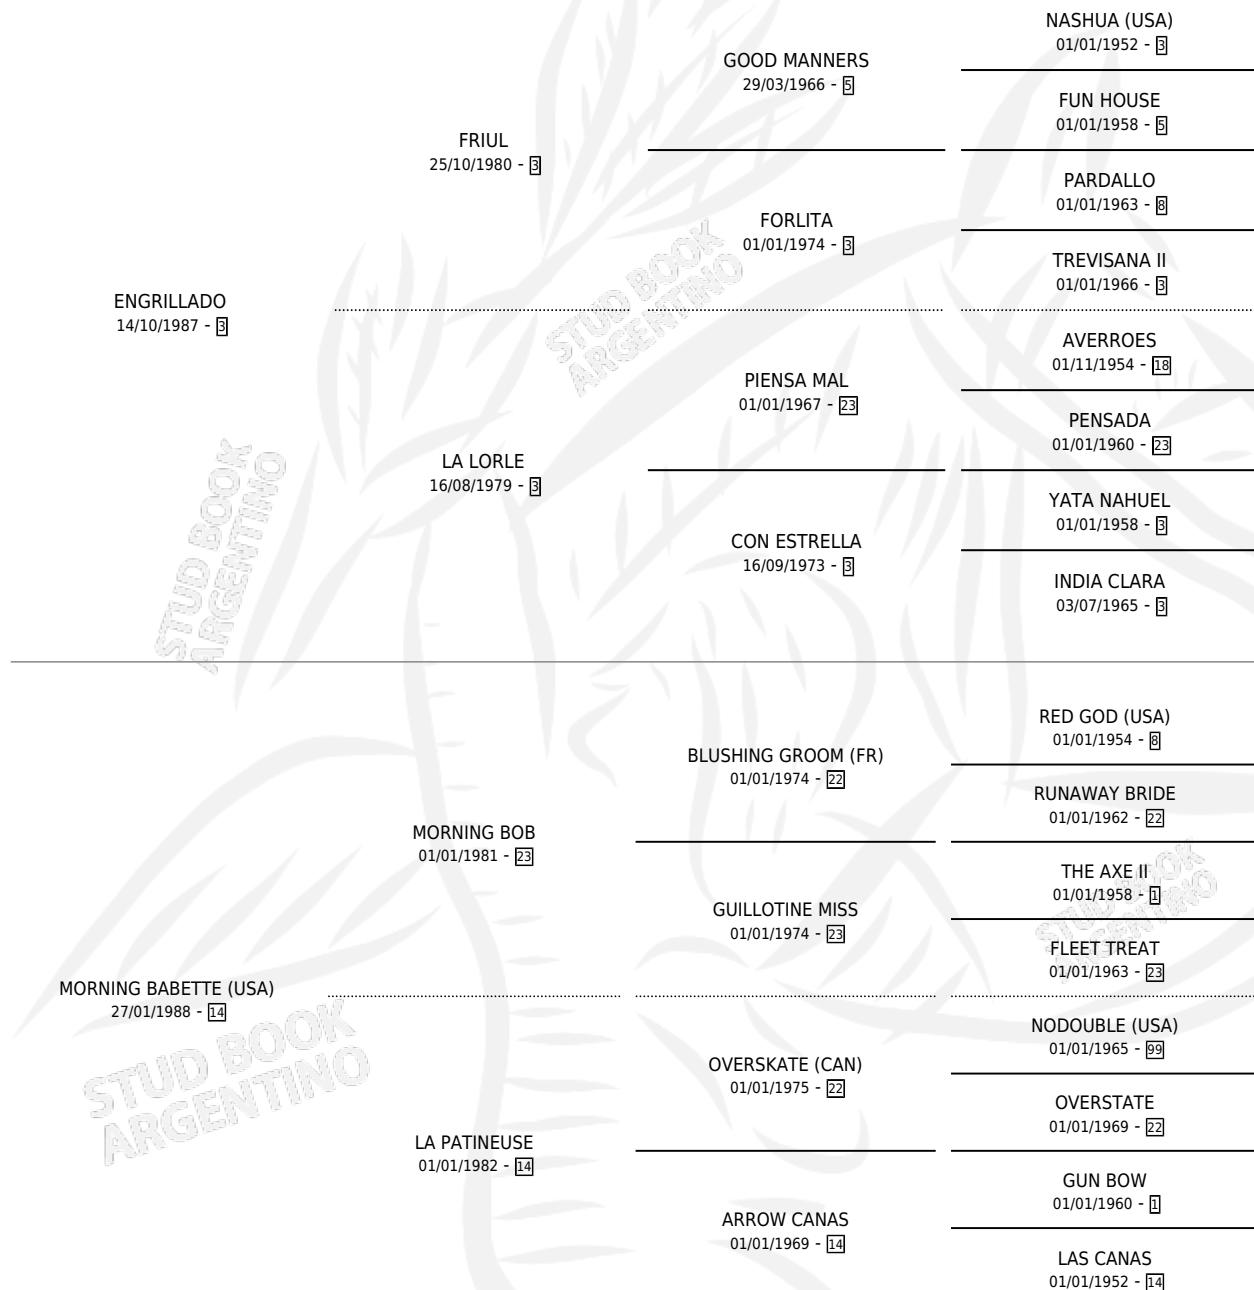 NASHUA (USA)
01/01/1952 - 3
GOOD MANNERS
29/03/1966 - 5
FUN HOUSE
01/01/1958 - 5
FRIUL
25/10/1980 - 3
PARDALLO
01/01/1963 - 8
FORLITA
01/01/1974 - 3
TREVISANA II
01/01/1966 - 3
STUD BOOK
ARGENTINO
ENGRILLADO
14/10/1987 - 3
AVERROES
01/11/1954 - 18
PIENSA MAL
01/01/1967 - 23
PENSADA
01/01/1960 - 23
LA LORLE
16/08/1979 - 3
YATA NAHUEL
01/01/1958 - 3
CON ESTRELLA
16/09/1973 - 3
INDIA CLARA
03/07/1965 - 3
STUD BOOK
ARGENTINO
RED GOD (USA)
01/01/1954 - 8
BLUSHING GROOM (FR)
01/01/1974 - 22
RUNAWAY BRIDE
01/01/1962 - 22
MORNING BOB
01/01/1981 - 23
THE AXE II
01/01/1958 - 1
GUILLOTINE MISS
01/01/1974 - 23
FLEET TREAT
01/01/1963 - 23
STUD BOOK
ARGENTINO
MORNING BABETTE (USA)
27/01/1988 - 14
NODOUBLE (USA)
01/01/1965 - 99
OVERSKATE (CAN)
01/01/1975 - 22
OVERSTATE
01/01/1969 - 22
STUD BOOK
ARGENTINO
LA PATINEUSE
01/01/1982 - 14
GUN BOW
01/01/1960 - 1
ARROW CANAS
01/01/1969 - 14
LAS CANAS
01/01/1952 - 14